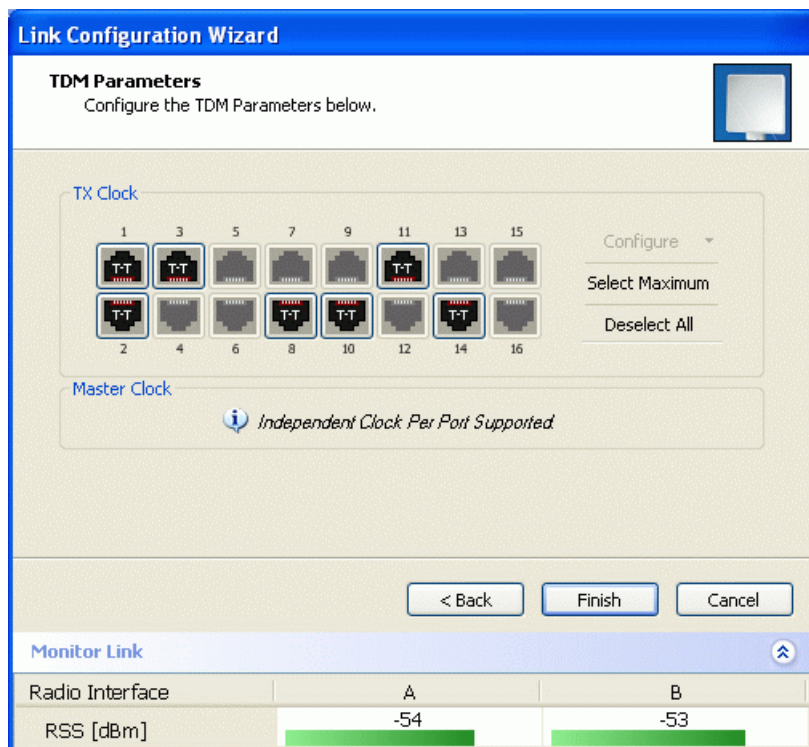 Link Configuration Wizard
TDM Parameters
Configure the TDM Parameters below.
TX Clock
1 3 5 7 9 11 13 15
T-T T-T T-T
T-T T-T T-T T-T
2 4 6 8 10 12 14 16
Configure
Select Maximum
Deselect All
Master Clock
Independent Clock Per Port Supported.
< Back Finish Cancel
Monitor Link
Radio Interface A B
RSS [dBm] -54 -53